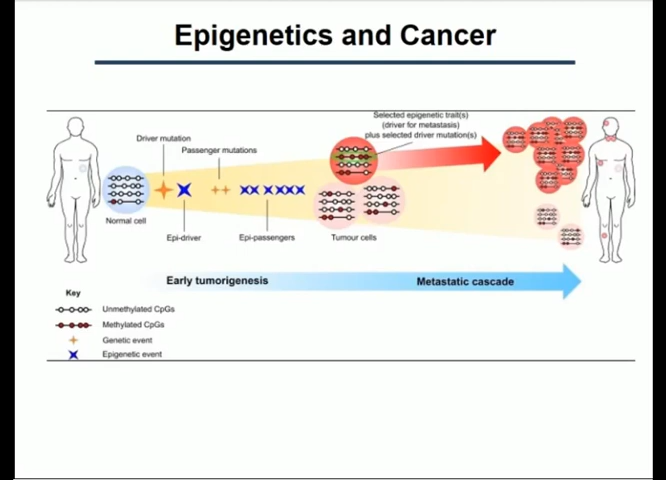 Epigenetics and Cancer
Selected epigenetic trait(s)
(driver for metastasis)
plus selected driver mutation(s)
Driver mutation
Passenger mutations
Normal cell
Epi-driver
Epi-passengers
Tumour cells
Early tumorigenesis
Metastatic cascade
Key
Unmethylated CpGs
Methylated CpGs
Genetic event
Epigenetic event